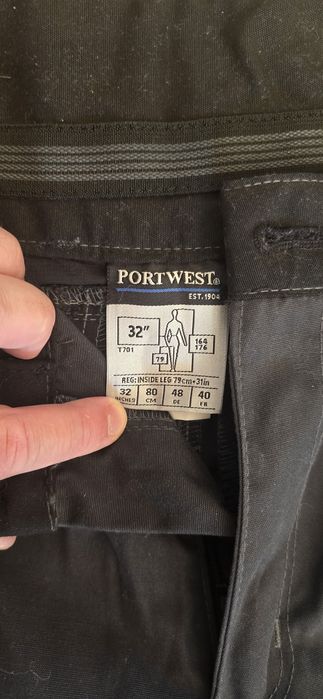 PORTWEST®
EST. 1904
32"
T701
164
176
79
REG: INSIDE LEG 79cm•31in
32 80 48 40
INCHES CM DE FR